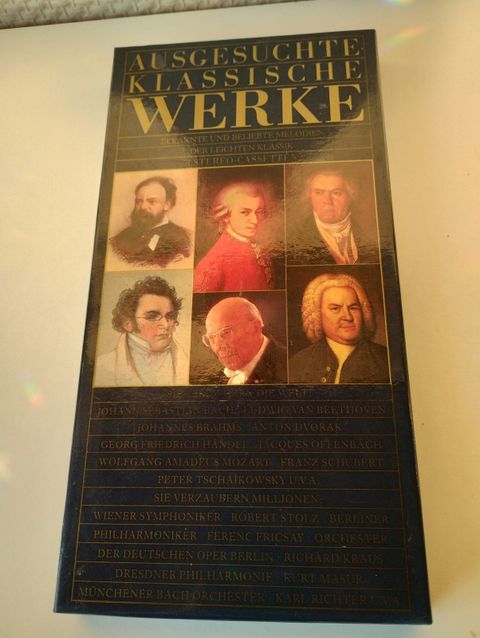 AUSGESUCHTE
KLASSISCHE
WERKE
BEKANNTE UND BELIEBTE MELODIEN
DER LEICHTEN KLASSIK
STEREO-CASSETTEN
DIE WELT:
JOHANN SEBASTIAN BACH · LUDWIG VAN BEETHOVEN
JOHANNES BRAHMS · ANTON DVOŘAK
GEORG FRIEDRICH HÄNDEL · JACQUES OFFENBACH
WOLFGANG AMADEUS MOZART · FRANZ SCHUBERT
PETER TSCHAIKOWSKY U.V.A.
SIE VERZAUBERN MILLIONEN:
WIENER SYMPHONIKER · ROBERT STOLZ · BERLINER
PHILHARMONIKER · FERENC FRICSAY · ORCHESTER
DER DEUTSCHEN OPER BERLIN · RICHARD KRAUS
DRESDNER PHILHARMONIE · KURT MASUR
MÜNCHENER BACH ORCHESTER · KARL RICHTER U.V.A.